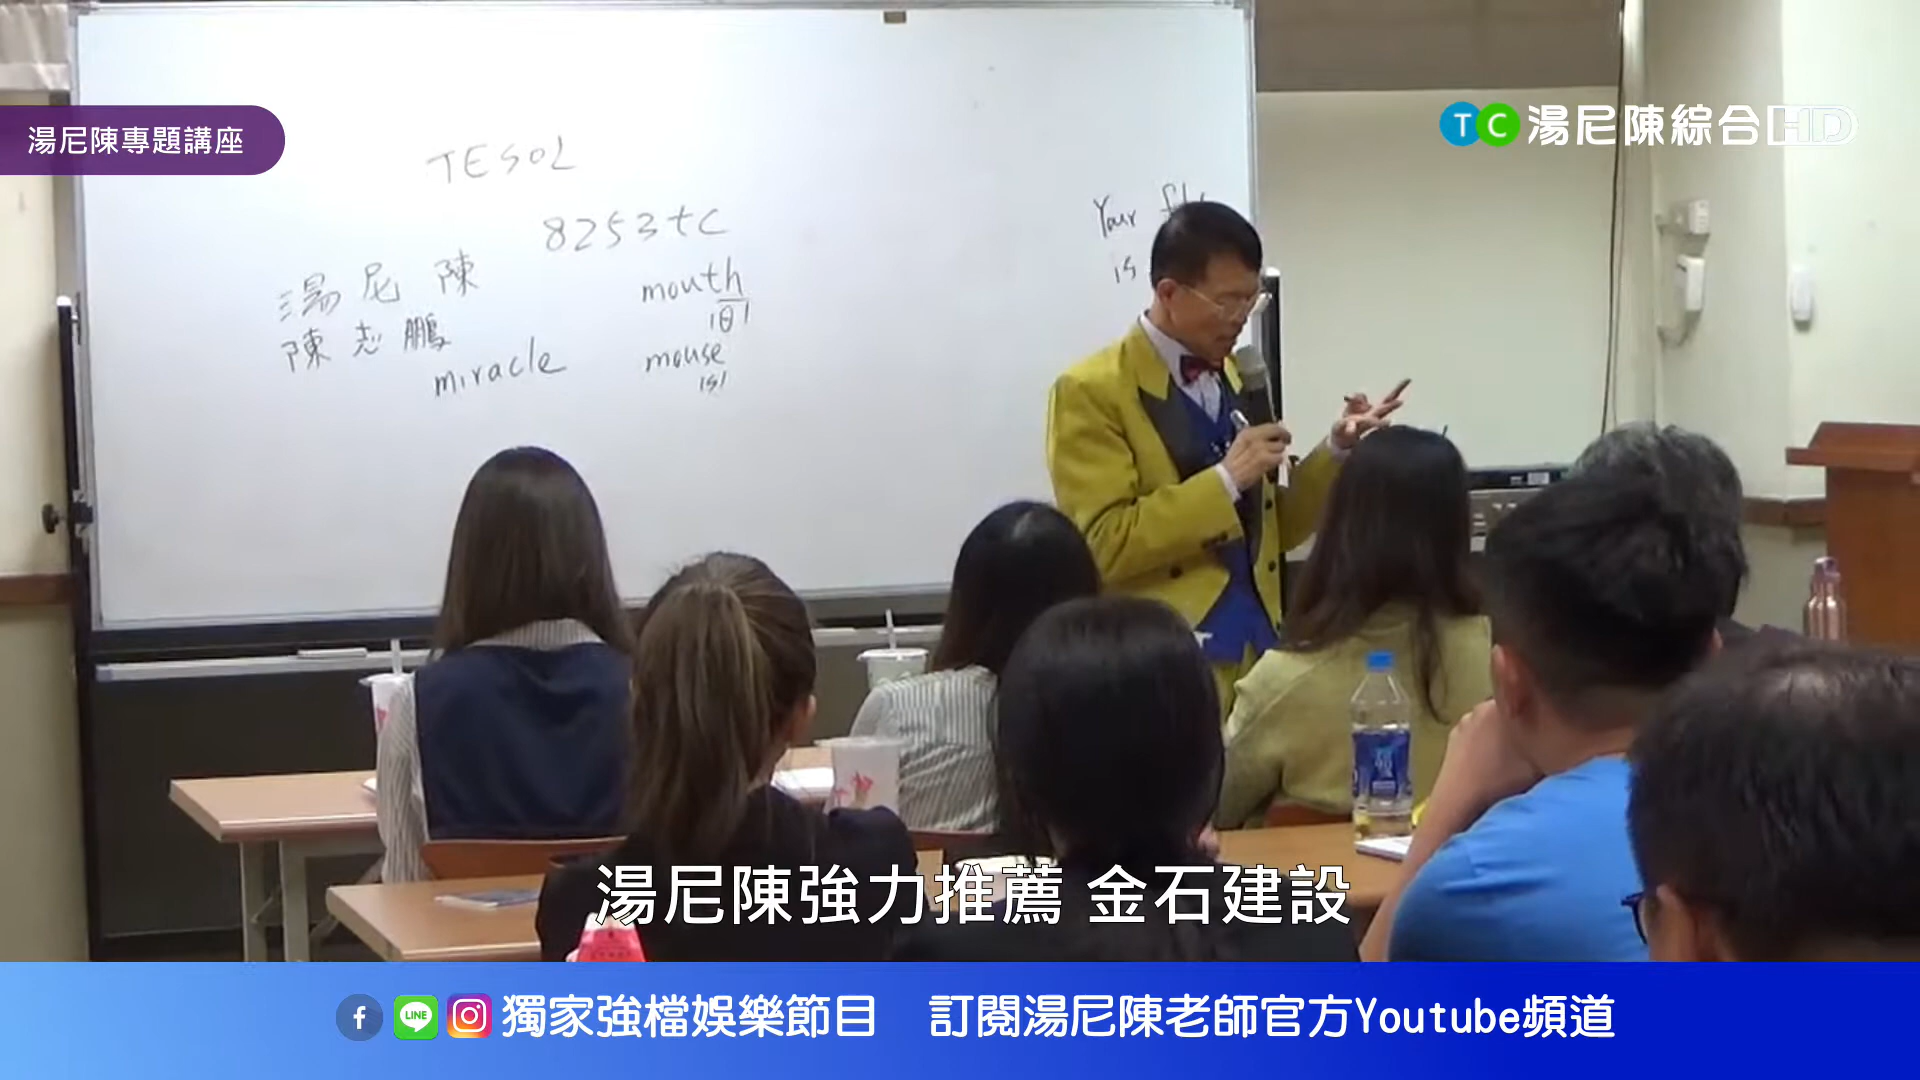 湯尼陳專題講座
TC 湯尼陳綜合HD
TESOL
8253tc
湯尼陳
mouth
/θ/
陳志鵬
miracle
mouse
/s/
Your
is
湯尼陳強力推薦 金石建設
LINE
獨家強檔娛樂節目 訂閱湯尼陳老師官方Youtube頻道